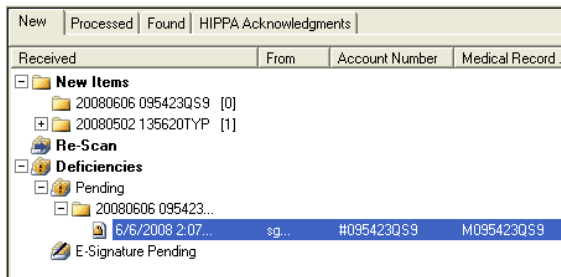 New Processed Found HIPPA Acknowledgments
Received From Account Number Medical Record .
New Items
20080606 095423QS9 [0]
20080502 135620TYP [1]
Re-Scan
Deficiencies
Pending
20080606 095423...
6/6/2008 2:07... sg... #095423QS9 M095423QS9
E-Signature Pending